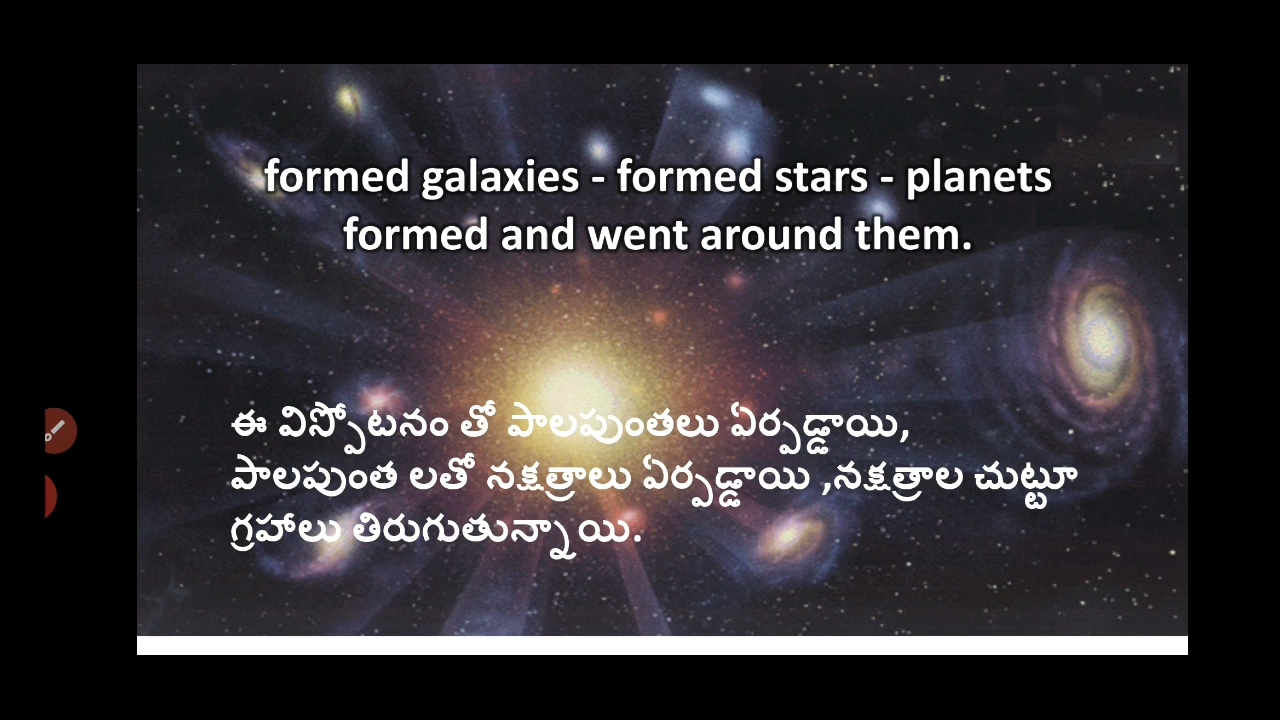 formed galaxies - formed stars - planets
formed and went around them.
ఈ విస్పోటనం తో పాలపుంతలు ఏర్పడ్డాయి,
పాలపుంత లతో నక్షత్రాలు ఏర్పడ్డాయి ,నక్షత్రాల చుట్టూ
గ్రహాలు తిరుగుతున్నాయి.